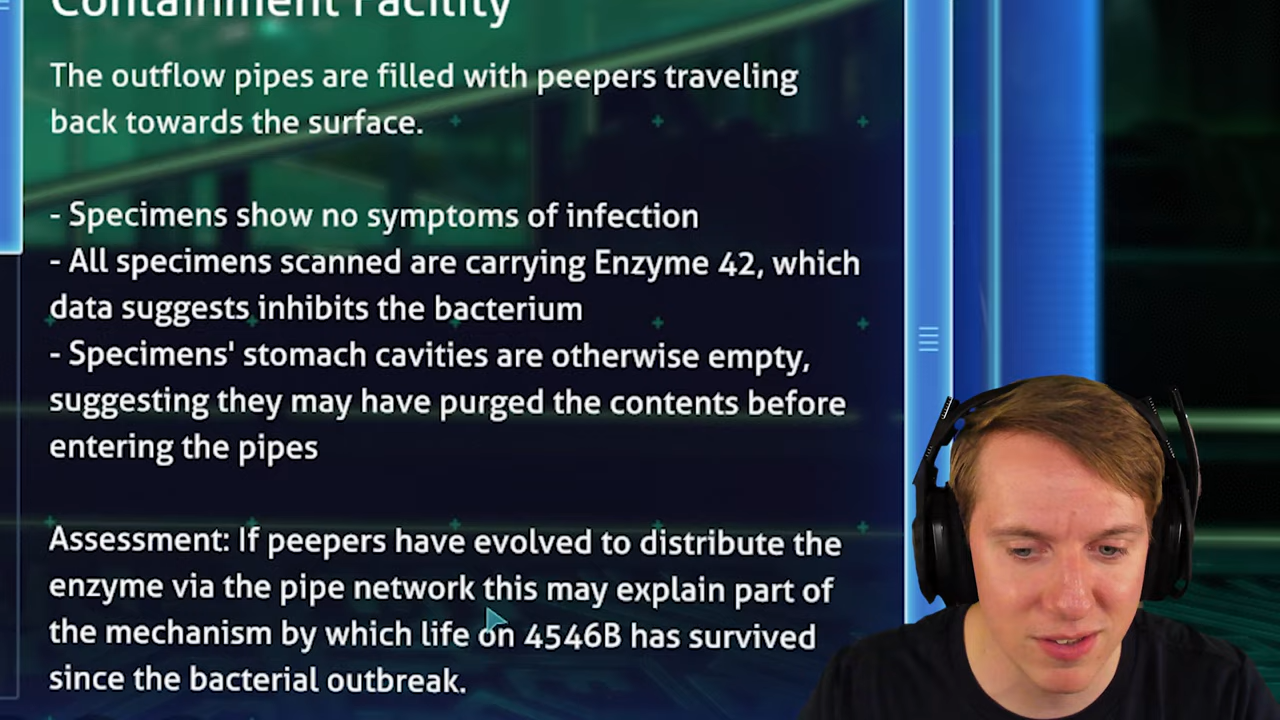 Containment Facility
The outflow pipes are filled with peepers traveling
back towards the surface.
- Specimens show no symptoms of infection
- All specimens scanned are carrying Enzyme 42, which
data suggests inhibits the bacterium
- Specimens' stomach cavities are otherwise empty,
suggesting they may have purged the contents before
entering the pipes
Assessment: If peepers have evolved to distribute the
enzyme via the pipe network this may explain part of
the mechanism by which life on 4546B has survived
since the bacterial outbreak.